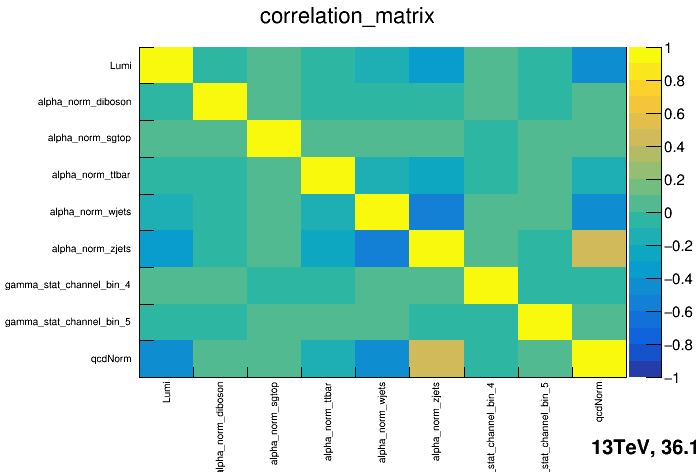 correlation_matrix
Lumi
alpha_norm_diboson
alpha_norm_sgtop
alpha_norm_ttbar
alpha_norm_wjets
alpha_norm_zjets
gamma_stat_channel_bin_4
gamma_stat_channel_bin_5
qcdNorm
1
0.8
0.6
0.4
0.2
0
−0.2
−0.4
−0.6
−0.8
−1
Lumi
alpha_norm_diboson
alpha_norm_sgtop
alpha_norm_ttbar
alpha_norm_wjets
alpha_norm_zjets
_stat_channel_bin_4
_stat_channel_bin_5
qcdNorm
13TeV, 36.1